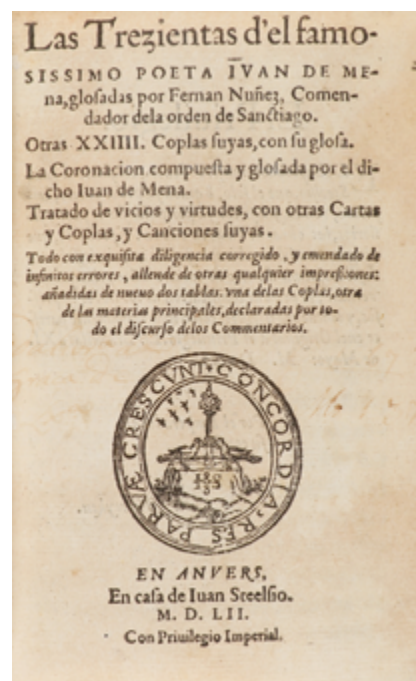 Las Trezientas d'el famo-
SISSIMO POETA IVAN DE ME-
na, glosadas por Fernan Nuñez, Comen-
dador dela orden de Sanctiago.
Otras XXIIII. Coplas suyas, con su glosa.
La Coronacion compuesta y glosada por el di-
cho Iuan de Mena.
Tratado de vicios y virtudes, con otras Cartas
y Coplas, y Canciones suyas.
Todo con exquisita diligencia corregido, y emendado de
infinitos errores, allende de otras qualquier impressiones:
añadidas de nueuo dos tablas. vna delas Coplas, otra
de las materias principales, declaradas por to-
do el discurso delos Commentarios.
CONCORDIA·RES PARVÆ CRESCVNT·
EN ANVERS,
En casa de Iuan Steelsio.
M. D. LII.
Con Priuilegio Imperial.